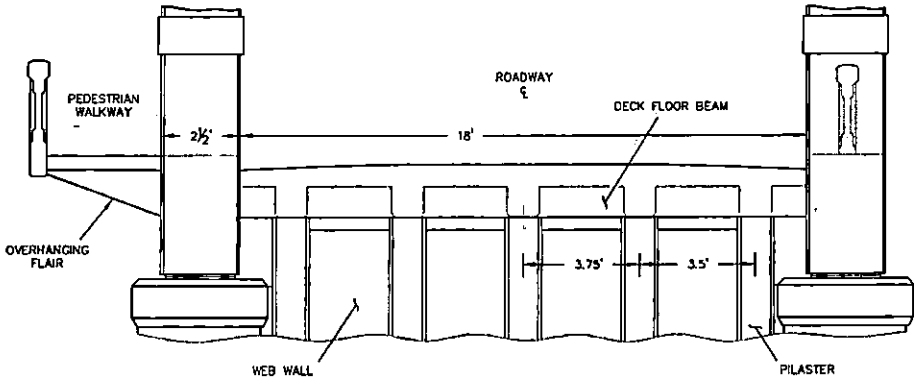 ROADWAY
℄
PEDESTRIAN
WALKWAY
DECK FLOOR BEAM
2½'
18'
OVERHANGING
FLAIR
3.75'
3.5'
WEB WALL
PILASTER